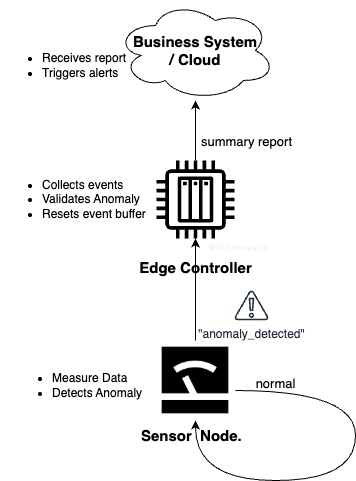 Business System
/ Cloud
• Receives report
• Triggers alerts
summary report
• Collects events
• Validates Anomaly
• Resets event buffer
Edge Controller
"anomaly_detected"
• Measure Data
• Detects Anomaly
normal
Sensor Node.